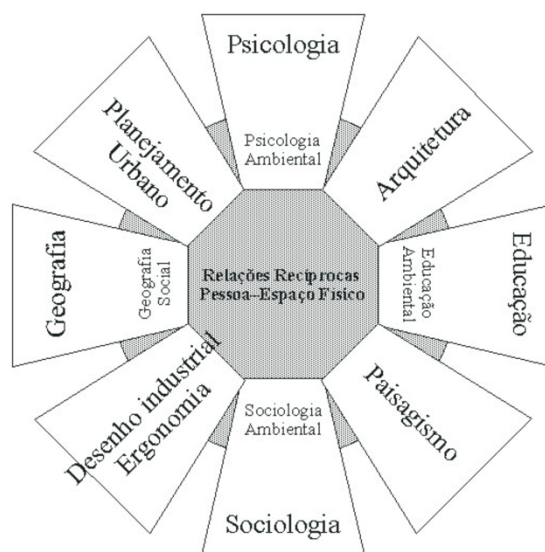 Psicologia
Psicologia
Ambiental
Planejamento
Urbano
Arquitetura
Geografia
Geografia
Social
Relações Recíprocas
Pessoa–Espaço Físico
Educação
Ambiental
Educação
Desenho industrial
Ergonomia
Sociologia
Ambiental
Paisagismo
Sociologia